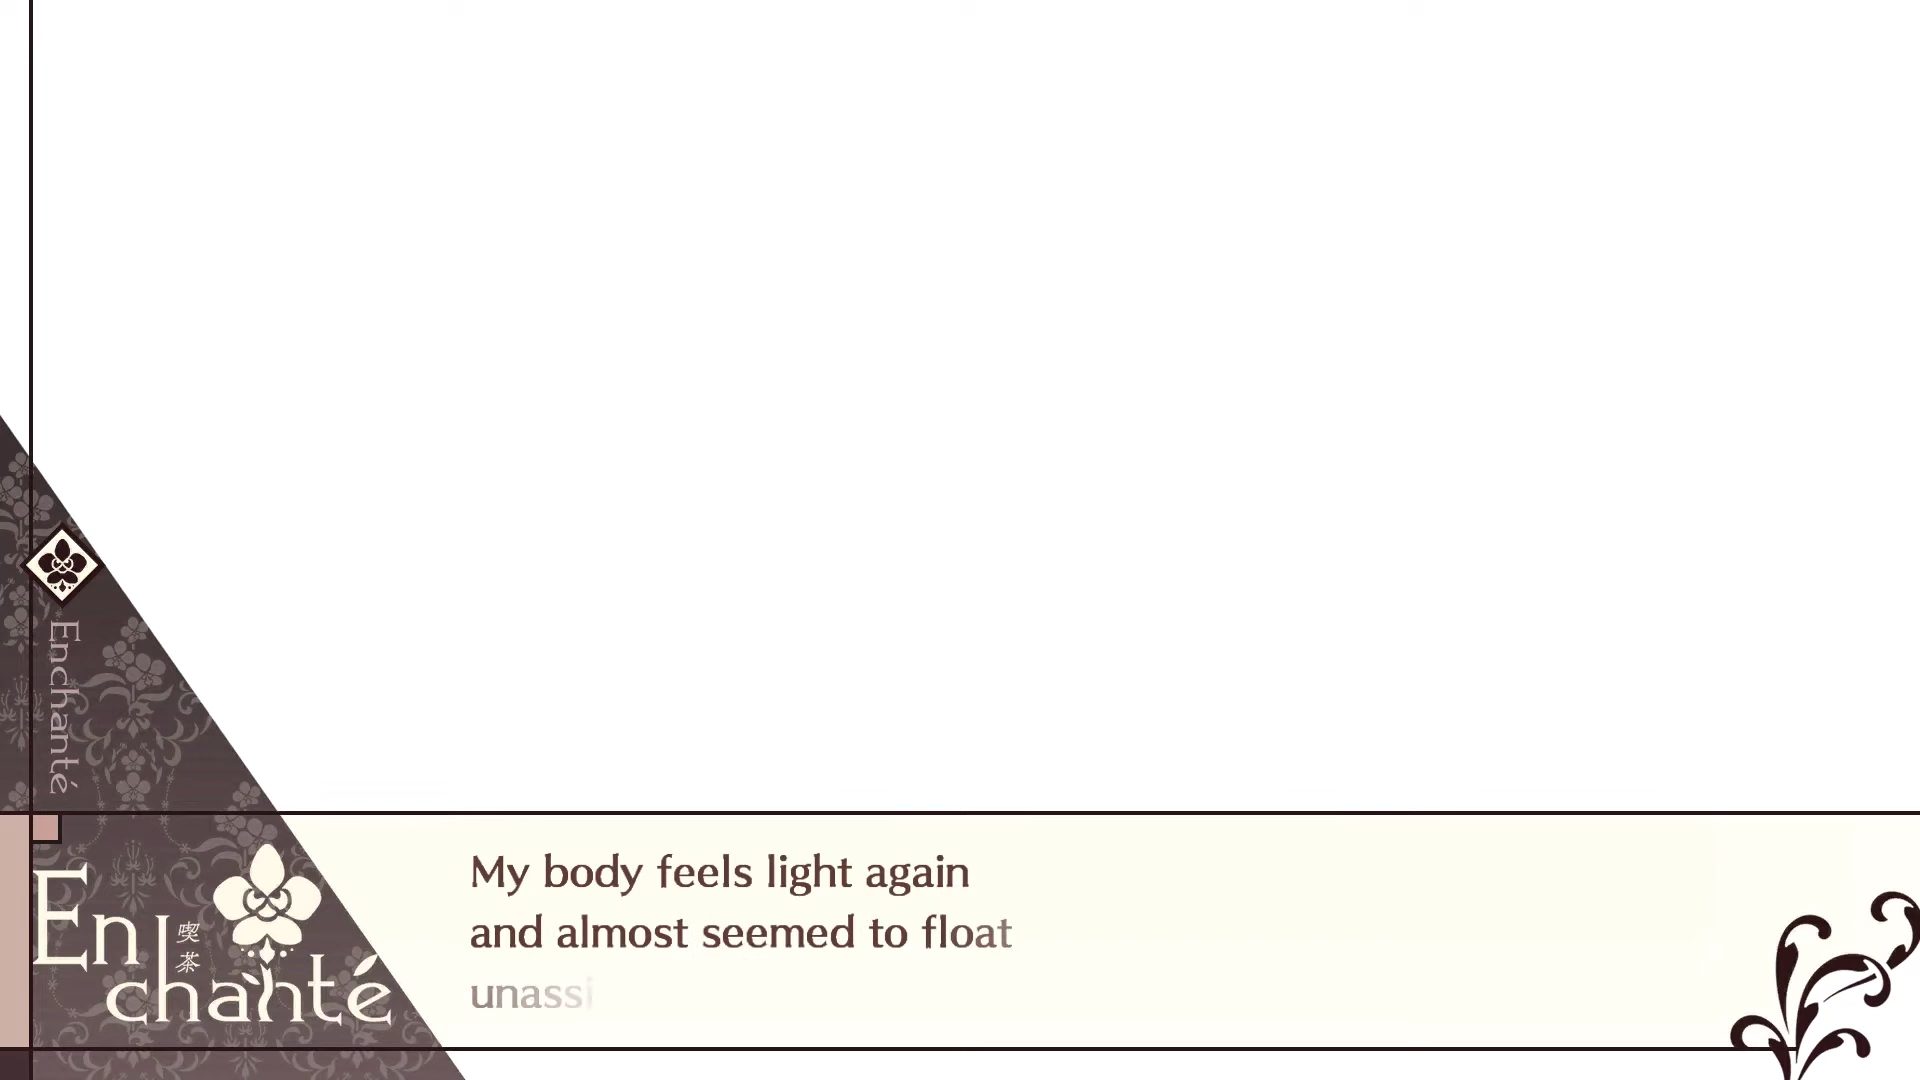 Enchanté
En
chanté
喫茶
My body feels light again
and almost seemed to float
unassi